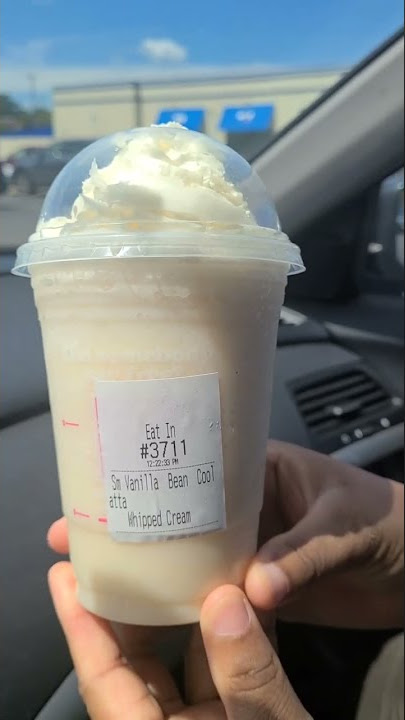 Eat In
#3711
12:22:33 PM
Sm Vanilla Bean Cool
atta
Whipped Cream